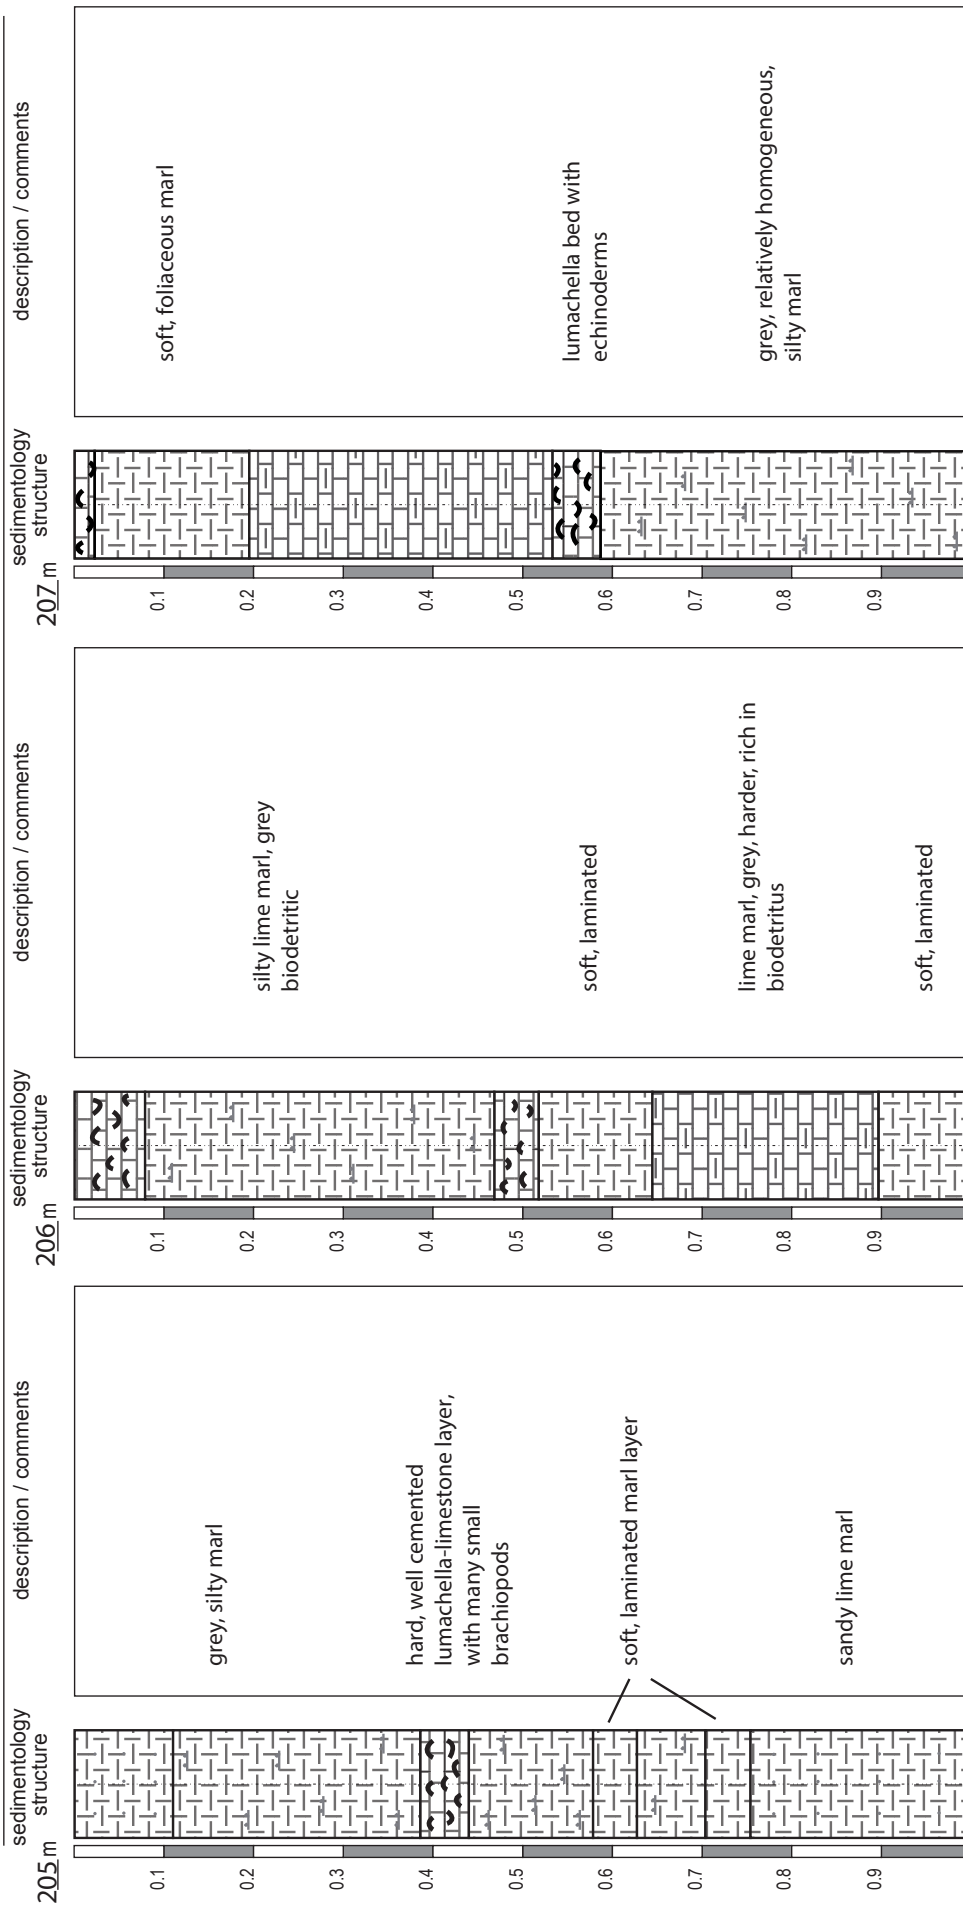 205 m
sedimentology
structure
description / comments
0.1
0.2
0.3
0.4
0.5
0.6
0.7
0.8
0.9
grey, silty marl
hard, well cemented
lumachella-limestone layer,
with many small
brachiopods
soft, laminated marl layer
sandy lime marl
206 m
sedimentology
structure
description / comments
0.1
0.2
0.3
0.4
0.5
0.6
0.7
0.8
0.9
silty lime marl, grey
biodetritic
soft, laminated
lime marl, grey, harder, rich in
biodetritus
soft, laminated
207 m
sedimentology
structure
description / comments
0.1
0.2
0.3
0.4
0.5
0.6
0.7
0.8
0.9
soft, foliaceous marl
lumachella bed with
echinoderms
grey, relatively homogeneous,
silty marl